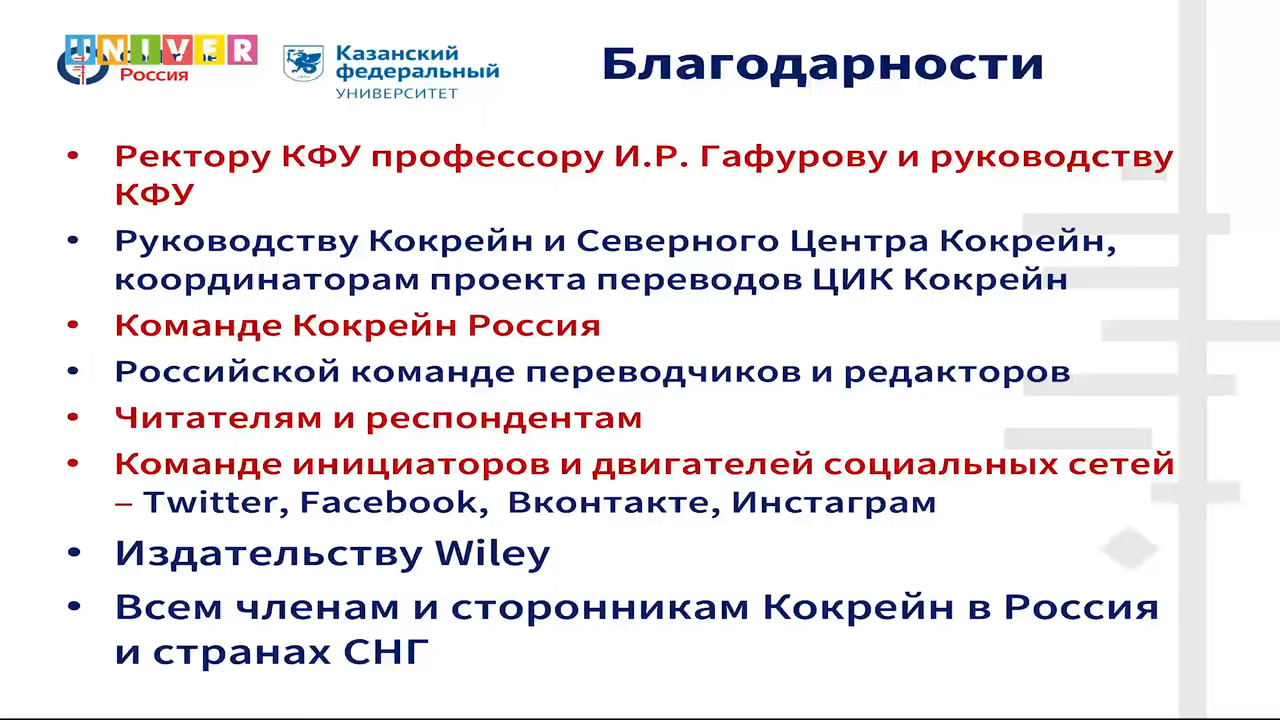 UNIVER
Россия
Казанский
федеральный
УНИВЕРСИТЕТ
Благодарности
• Ректору КФУ профессору И.Р. Гафурову и руководству
КФУ
• Руководству Кокрейн и Северного Центра Кокрейн,
координаторам проекта переводов ЦИК Кокрейн
• Команде Кокрейн Россия
• Российской команде переводчиков и редакторов
• Читателям и респондентам
• Команде инициаторов и двигателей социальных сетей
– Twitter, Facebook, Вконтакте, Инстаграм
• Издательству Wiley
• Всем членам и сторонникам Кокрейн в Россия
и странах СНГ